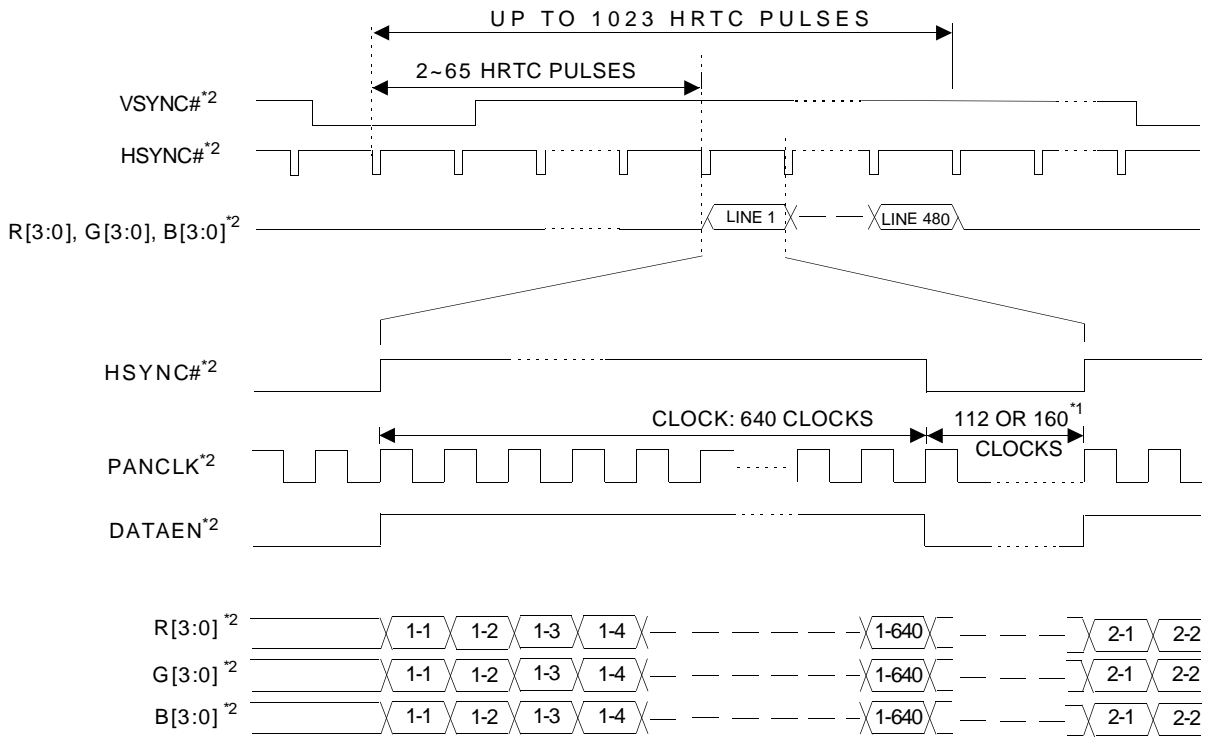 UP TO 1023 HRTC PULSES
2~65 HRTC PULSES
VSYNC#*2
HSYNC#*2
R[3:0], G[3:0], B[3:0]*2
LINE 1
LINE 480
HSYNC#*2
CLOCK: 640 CLOCKS
112 OR 160*1
CLOCKS
PANCLK*2
DATAEN*2
R[3:0] *2 1-1 1-2 1-3 1-4 1-640 2-1 2-2
G[3:0] *2 1-1 1-2 1-3 1-4 1-640 2-1 2-2
B[3:0] *2 1-1 1-2 1-3 1-4 1-640 2-1 2-2